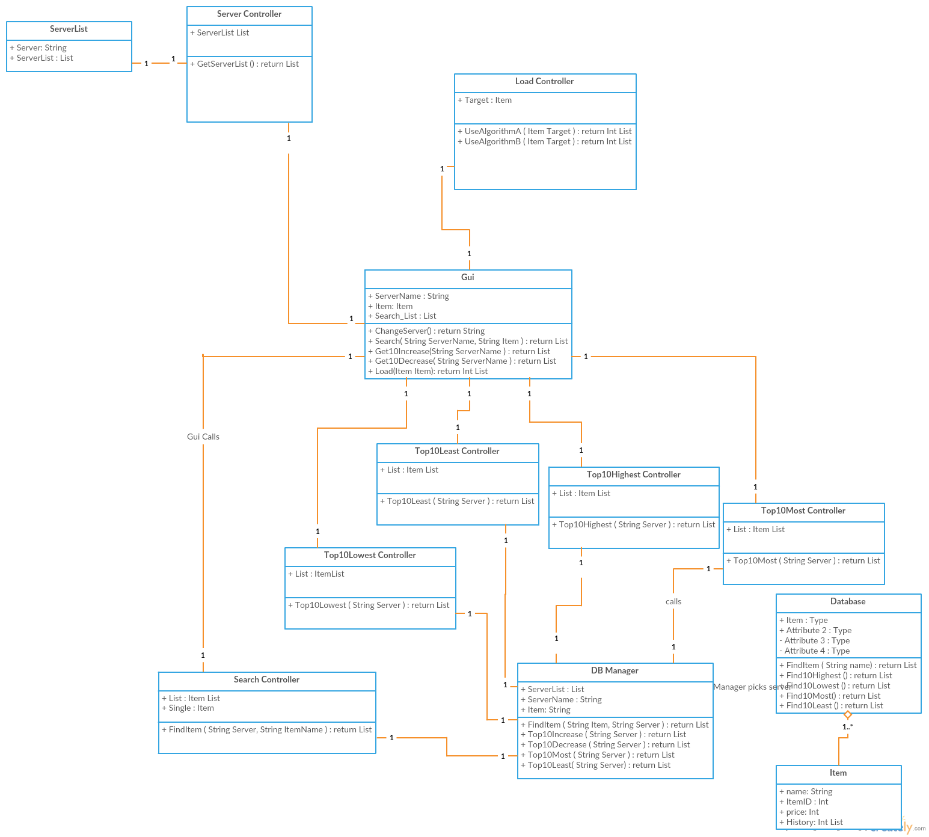 ServerList
+ Server: String
+ ServerList : List
1
1
Server Controller
+ ServerList List
+ GetServerList () : return List
1
Load Controller
+ Target : Item
+ UseAlgorithmA ( Item Target ) : return Int List
+ UseAlgorithmB ( Item Target ) : return Int List
1
1
Gui
+ ServerName : String
+ Item: Item
+ Search_List : List
1
+ ChangeServer() : return String
+ Search( String ServerName, String Item ) : return List
+ Get10Increase(String ServerName ) : return List
+ Get10Decrease( String ServerName ) : return List
+ Load(Item Item): return Int List
1
1
1
1
1
Gui Calls
1
1
1
Top10Least Controller
+ List : Item List
+ Top10Least ( String Server ) : return List
1
Top10Highest Controller
+ List : Item List
+ Top10Highest ( String Server ) : return List
1
Top10Most Controller
+ List : Item List
+ Top10Most ( String Server ) : return List
1
calls
1
1
Top10Lowest Controller
+ List : ItemList
+ Top10Lowest ( String Server ) : return List
1
1
1
Database
+ Item : Type
+ Attribute 2 : Type
- Attribute 3 : Type
- Attribute 4 : Type
+ FindItem ( String name) : return List
+ Find10Highest () : return List
+ Find10Lowest () : return List
+ Find10Most() : return List
+ Find10Least () : return List
Manager picks server
1..*
1
Search Controller
+ List : Item List
+ Single : Item
+ FindItem ( String Server, String ItemName ) : return List
1
DB Manager
+ ServerList : List
+ ServerName : String
+ Item: String
+ FindItem ( String Item, String Server ) : return List
+ Top10Increase ( String Server ) : return List
+ Top10Decrease ( String Server ) : return List
+ Top10Most ( String Server ) : return List
+ Top10Least( String Server) : return List
1
1
1
Item
+ name: String
+ ItemID : Int
+ price: Int
+ History: Int List
.com